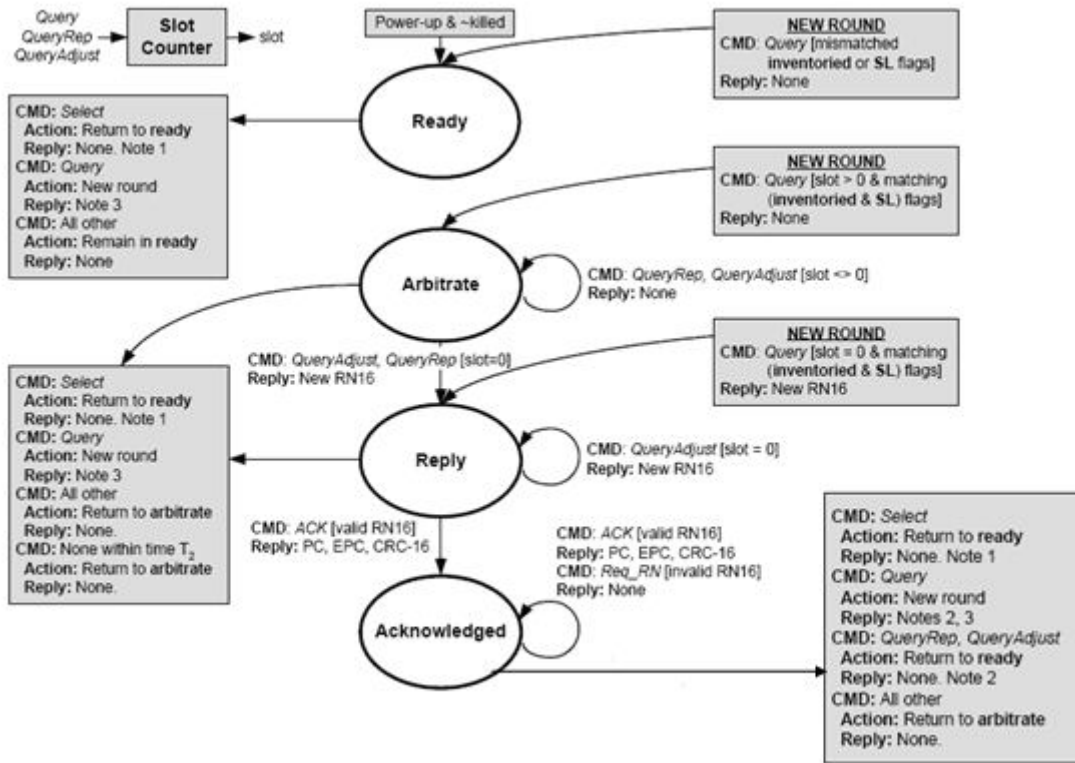 Query
QueryRep
QueryAdjust
Slot
Counter
slot
Power-up & ~killed
NEW ROUND
CMD: Query [mismatched
inventoried or SL flags]
Reply: None
Ready
CMD: Select
Action: Return to ready
Reply: None. Note 1
CMD: Query
Action: New round
Reply: Note 3
CMD: All other
Action: Remain in ready
Reply: None
NEW ROUND
CMD: Query [slot > 0 & matching
(inventoried & SL) flags]
Reply: None
Arbitrate
CMD: QueryRep, QueryAdjust [slot <> 0]
Reply: None
NEW ROUND
CMD: Query [slot = 0 & matching
(inventoried & SL) flags]
Reply: New RN16
CMD: QueryAdjust, QueryRep [slot=0]
Reply: New RN16
CMD: Select
Action: Return to ready
Reply: None. Note 1
CMD: Query
Action: New round
Reply: Note 3
CMD: All other
Action: Return to arbitrate
Reply: None.
CMD: None within time T2
Action: Return to arbitrate
Reply: None.
Reply
CMD: QueryAdjust [slot = 0]
Reply: New RN16
CMD: ACK [valid RN16]
Reply: PC, EPC, CRC-16
CMD: ACK [valid RN16]
Reply: PC, EPC, CRC-16
CMD: Req_RN [invalid RN16]
Reply: None
Acknowledged
CMD: Select
Action: Return to ready
Reply: None. Note 1
CMD: Query
Action: New round
Reply: Notes 2, 3
CMD: QueryRep, QueryAdjust
Action: Return to ready
Reply: None. Note 2
CMD: All other
Action: Return to arbitrate
Reply: None.